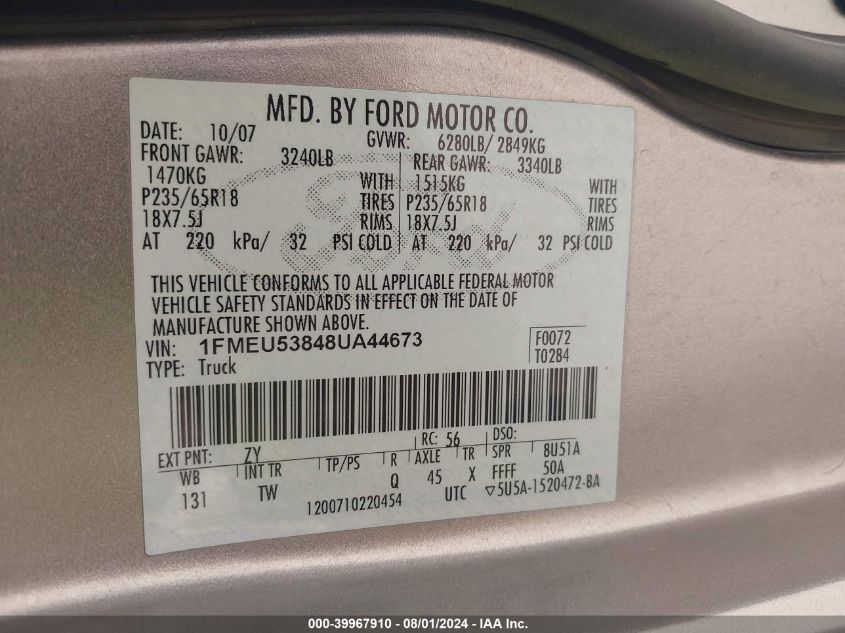 MFD. BY FORD MOTOR CO.
DATE: 10/07 GVWR: 6280LB/ 2849KG
FRONT GAWR: 3240LB REAR GAWR: 3340LB
1470KG WITH 1515KG WITH
P235/65R18 TIRES P235/65R18 TIRES
18X7.5J RIMS 18X7.5J RIMS
AT 220 kPa/ 32 PSI COLD AT 220 kPa/ 32 PSI COLD
THIS VEHICLE CONFORMS TO ALL APPLICABLE FEDERAL MOTOR
VEHICLE SAFETY STANDARDS IN EFFECT ON THE DATE OF
MANUFACTURE SHOWN ABOVE.
VIN: 1FMEU53848UA44673 F0072
TYPE: Truck T0284
EXT PNT: ZY RC: 56 DSO:
WB INT TR TP/PS R AXLE TR SPR 8U51A
131 TW Q 45 X FFFF 50A
1200710220454 UTC ▽5U5A-1520472-BA
000-39967910 - 08/01/2024 - IAA Inc.